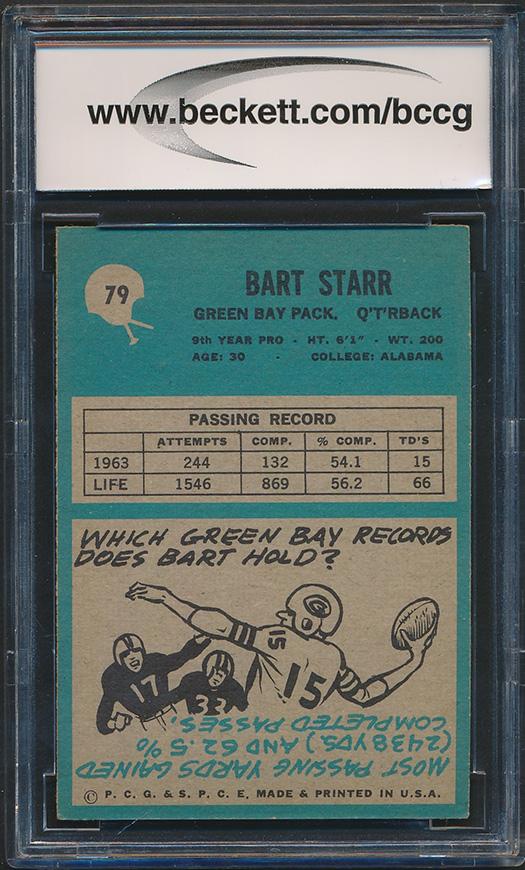 www.beckett.com/bccg
79
BART STARR
GREEN BAY PACK. Q'T'RBACK
9th YEAR PRO - HT. 6'1" - WT. 200
AGE: 30 - COLLEGE: ALABAMA
PASSING RECORD
ATTEMPTS COMP. % COMP. TD'S
1963 244 132 54.1 15
LIFE 1546 869 56.2 66
WHICH GREEN BAY RECORDS
DOES BART HOLD?
G
15
15
17
33
MOST PASSING YARDS GAINED
(2438 YDS.) AND 62.5%
COMPLETED PASSES.
© P. C. G. & S. P. C. E. MADE & PRINTED IN U.S.A.